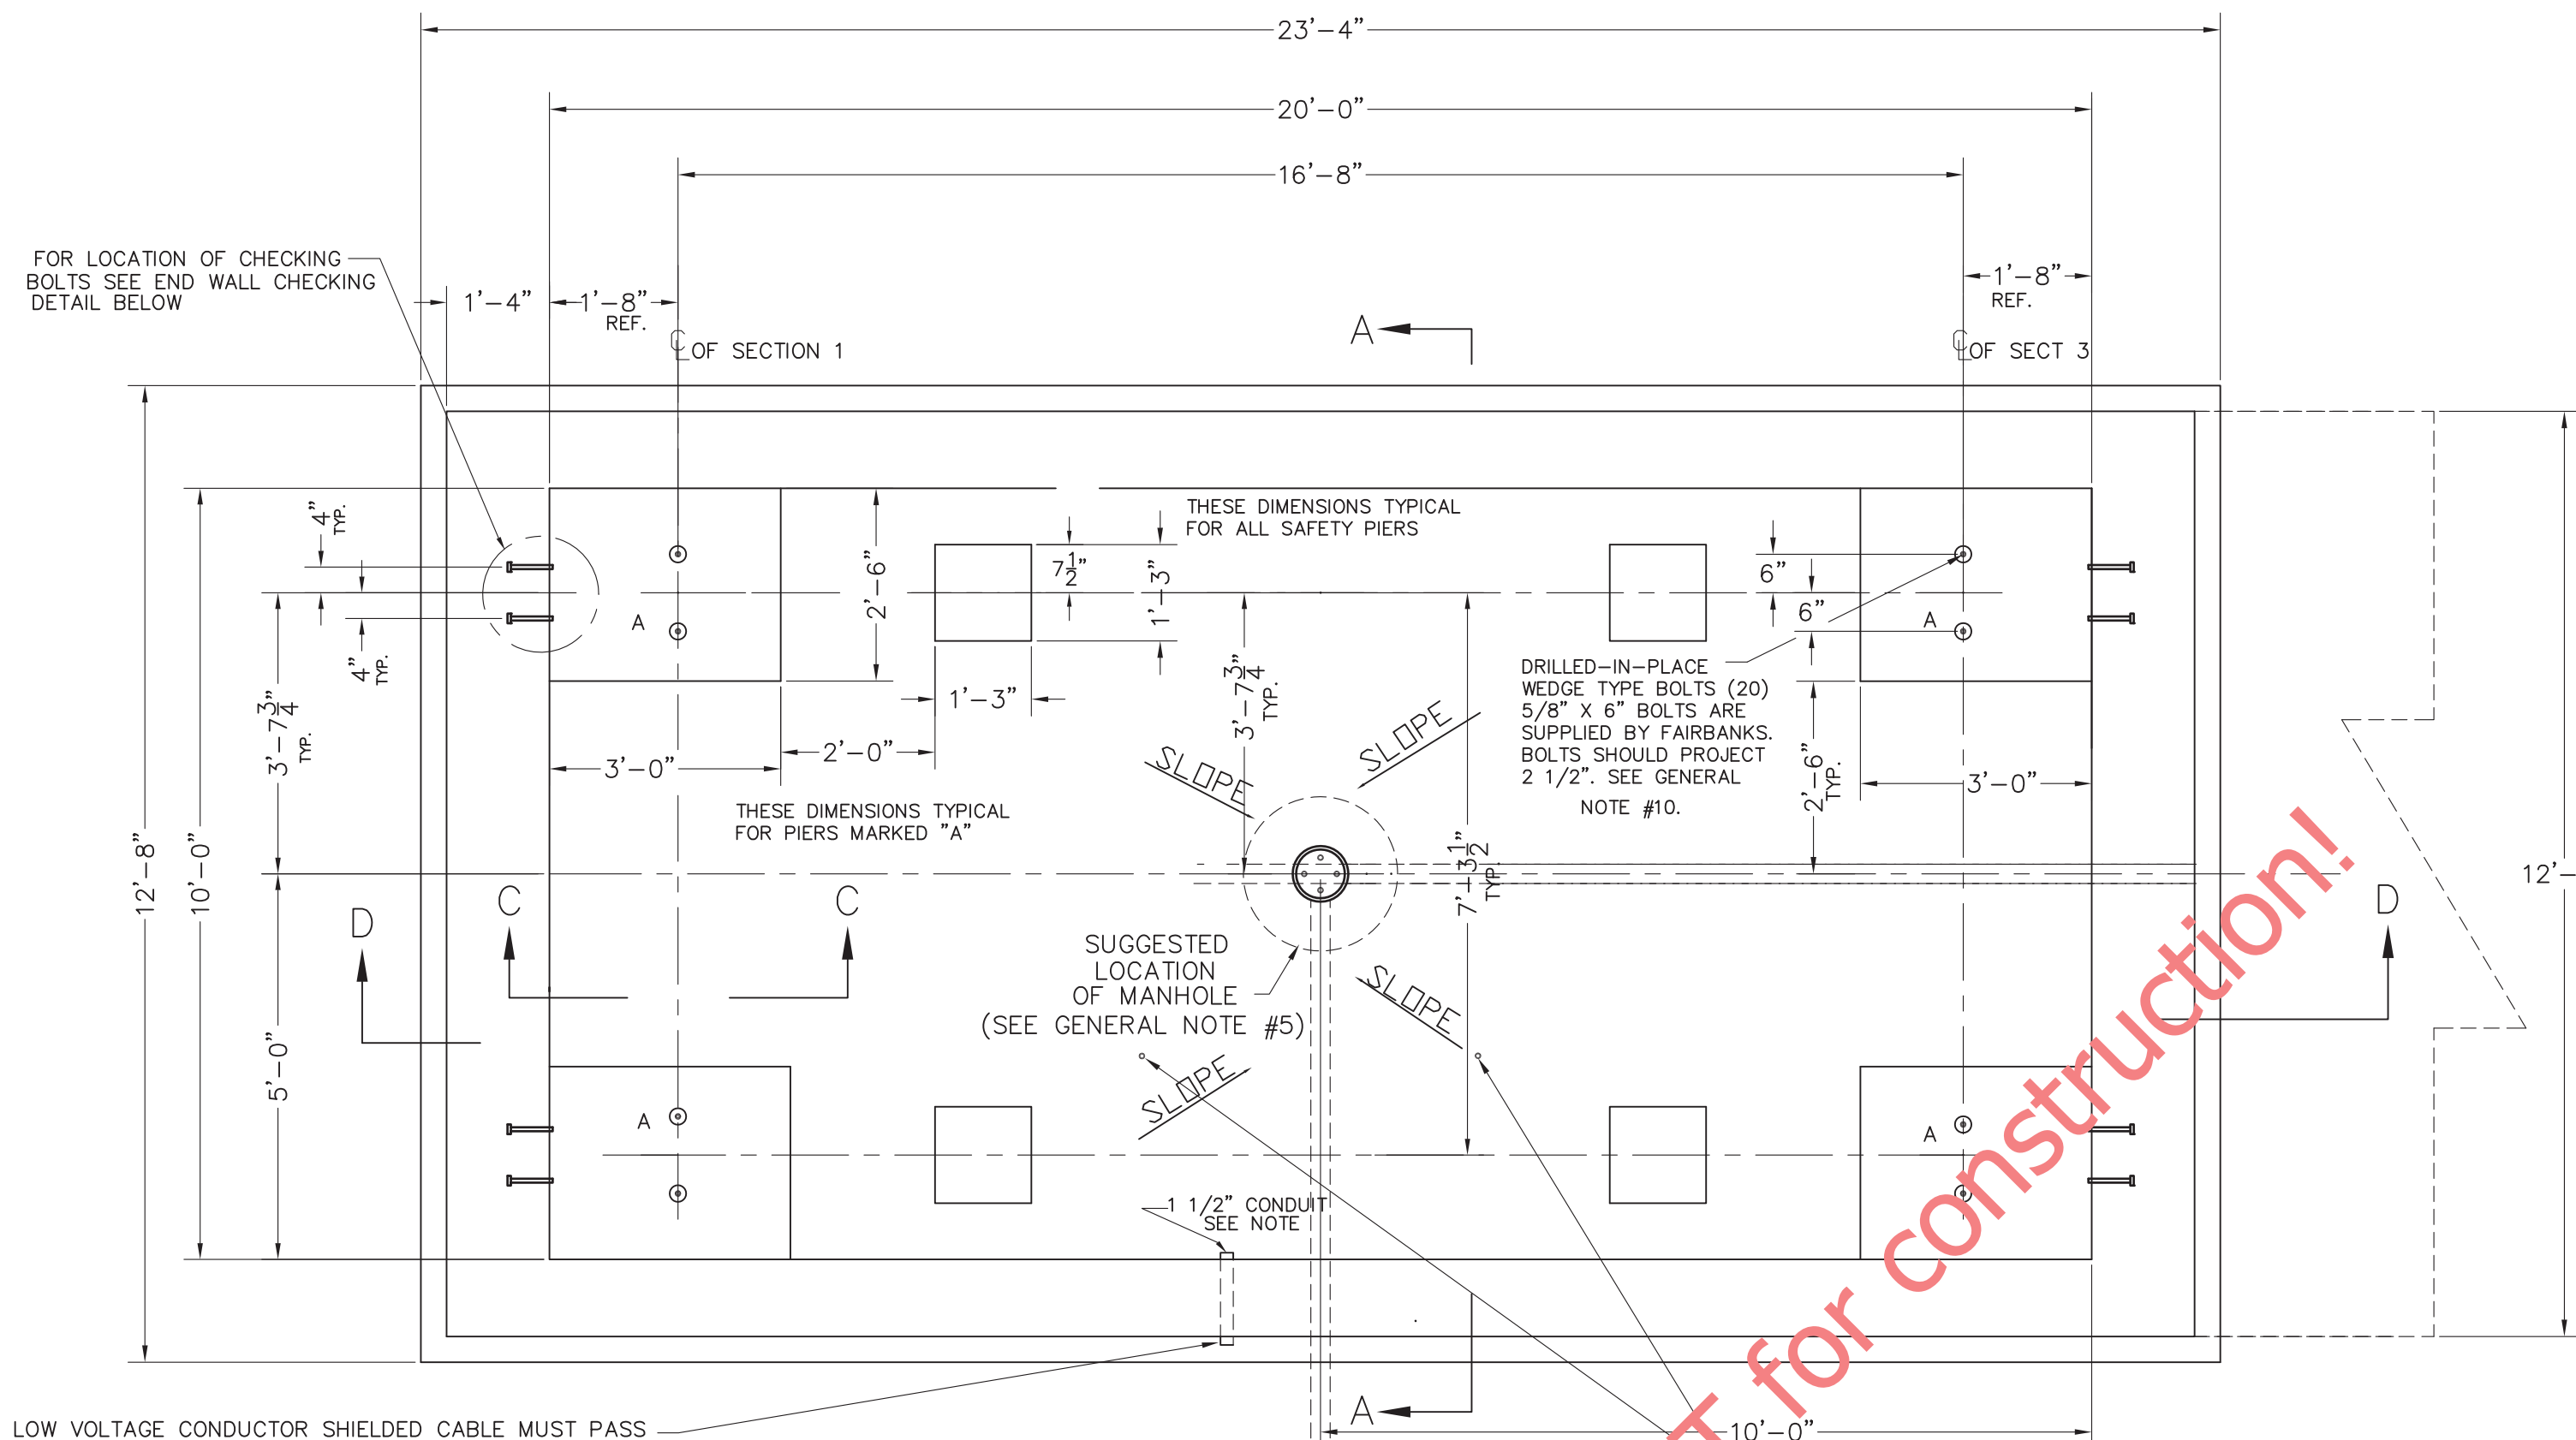 23'-4"
20'-0"
16'-8"
FOR LOCATION OF CHECKING
BOLTS SEE END WALL CHECKING
DETAIL BELOW
1'-4"
1'-8"
REF.
1'-8"
REF.
℄ OF SECTION 1
A
℄ OF SECT 3
4"
TYP.
4"
TYP.
2'-6"
7 1/2"
1'-3"
THESE DIMENSIONS TYPICAL
FOR ALL SAFETY PIERS
6"
6"
A
A
3'-7 3/4"
TYP.
1'-3"
3'-7 3/4"
TYP.
DRILLED-IN-PLACE
WEDGE TYPE BOLTS (20)
5/8" X 6" BOLTS ARE
SUPPLIED BY FAIRBANKS.
BOLTS SHOULD PROJECT
2 1/2". SEE GENERAL
NOTE #10.
SLOPE
SLOPE
3'-0"
2'-0"
2'-6"
TYP.
3'-0"
THESE DIMENSIONS TYPICAL
FOR PIERS MARKED "A"
12'-8"
10'-0"
7'-3 1/2"
TYP.
12'-
D
C
C
D
SUGGESTED
LOCATION
OF MANHOLE
(SEE GENERAL NOTE #5)
SLOPE
SLOPE
5'-0"
A
A
1 1/2" CONDUIT
SEE NOTE
A
LOW VOLTAGE CONDUCTOR SHIELDED CABLE MUST PASS
10'-0"
T for construction!